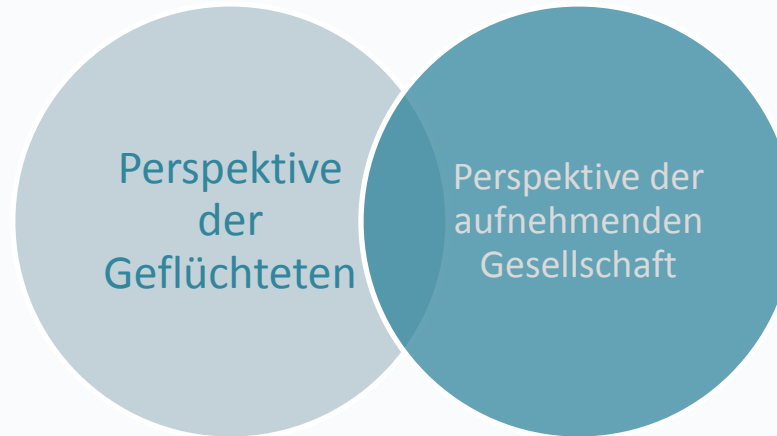 Perspektive
der
Geflüchteten
Perspektive der
aufnehmenden
Gesellschaft